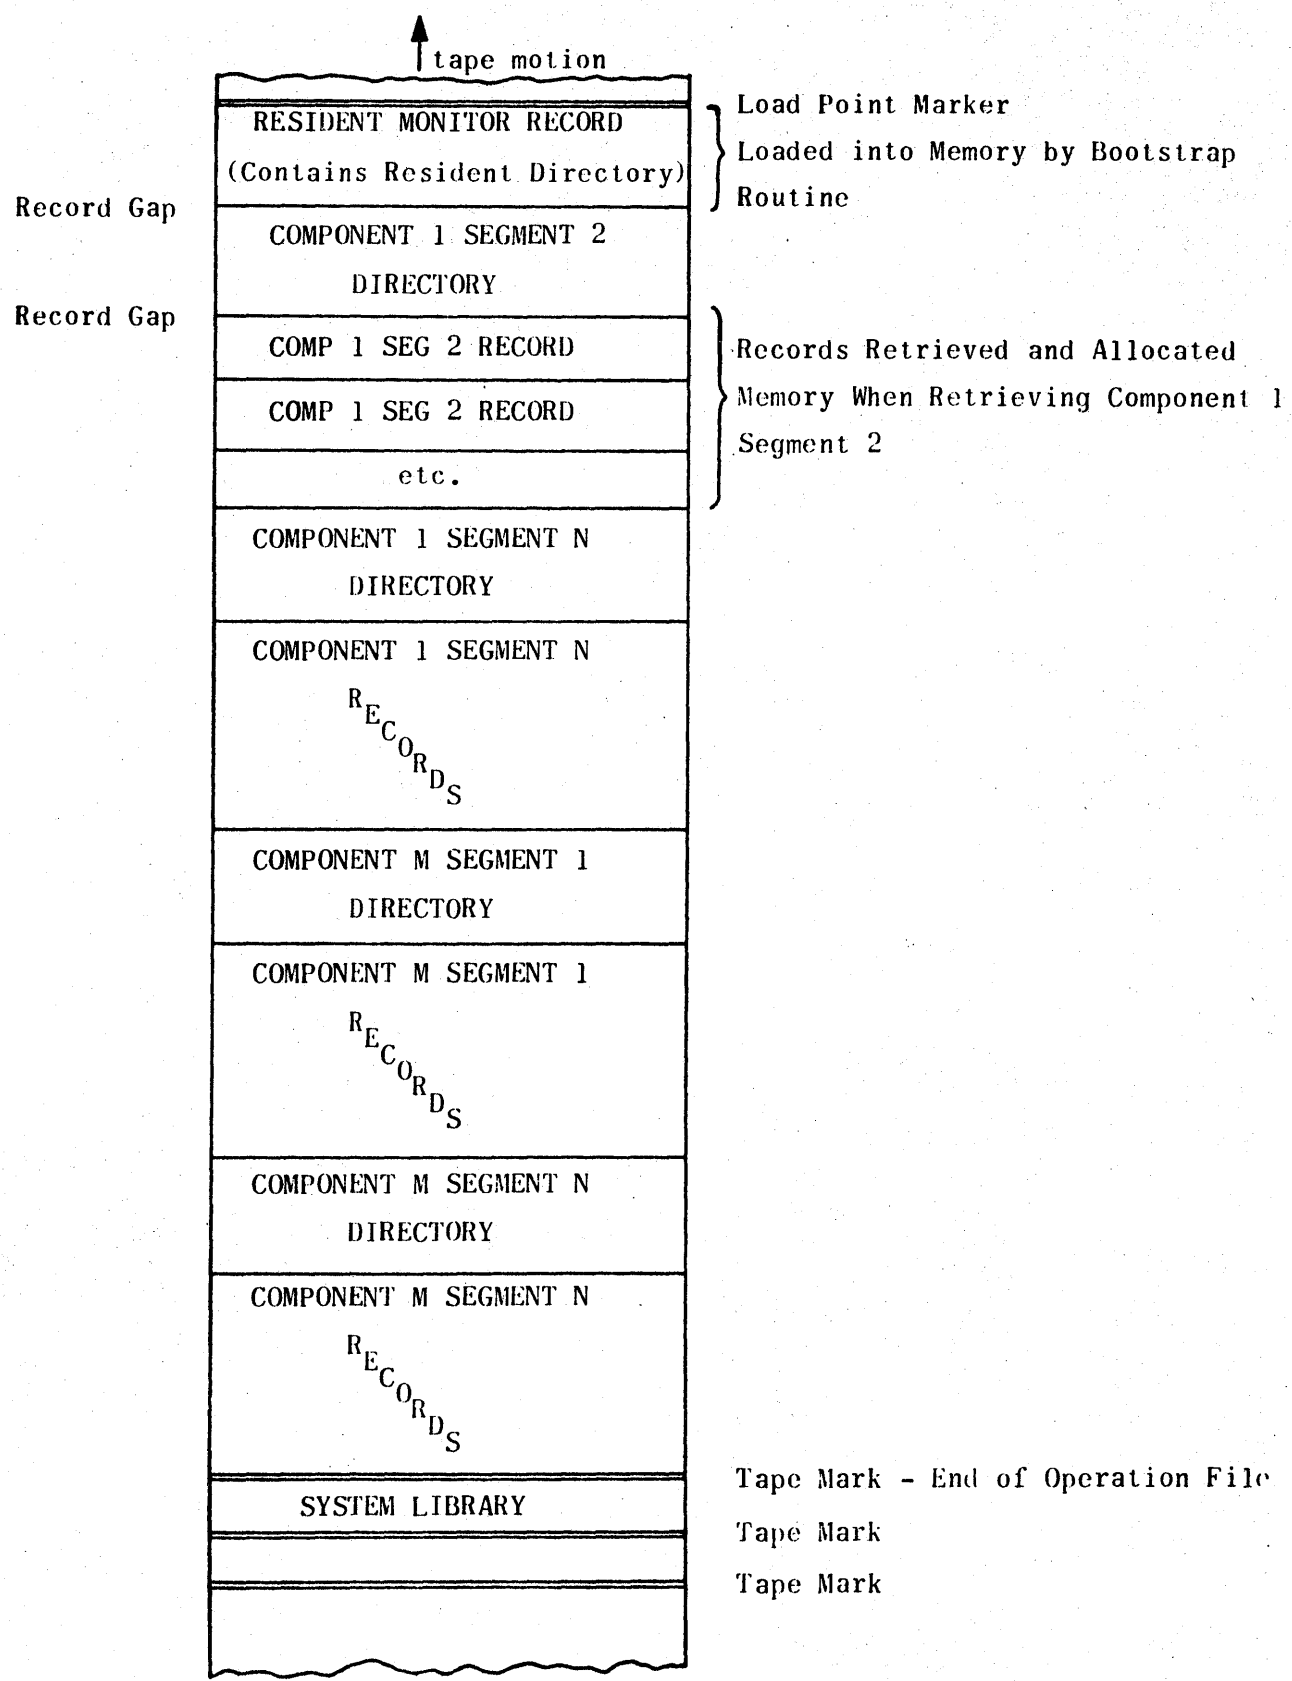 tape motion
Load Point Marker
RESIDENT MONITOR RECORD
Loaded into Memory by Bootstrap
(Contains Resident Directory)
Routine
Record Gap
COMPONENT 1 SEGMENT 2
DIRECTORY
Record Gap
COMP 1 SEG 2 RECORD
Records Retrieved and Allocated
Memory When Retrieving Component 1
COMP 1 SEG 2 RECORD
Segment 2
etc.
COMPONENT 1 SEGMENT N
DIRECTORY
COMPONENT 1 SEGMENT N
RECORDS
COMPONENT M SEGMENT 1
DIRECTORY
COMPONENT M SEGMENT 1
RECORDS
COMPONENT M SEGMENT N
DIRECTORY
COMPONENT M SEGMENT N
RECORDS
Tape Mark - End of Operation File
SYSTEM LIBRARY
Tape Mark
Tape Mark